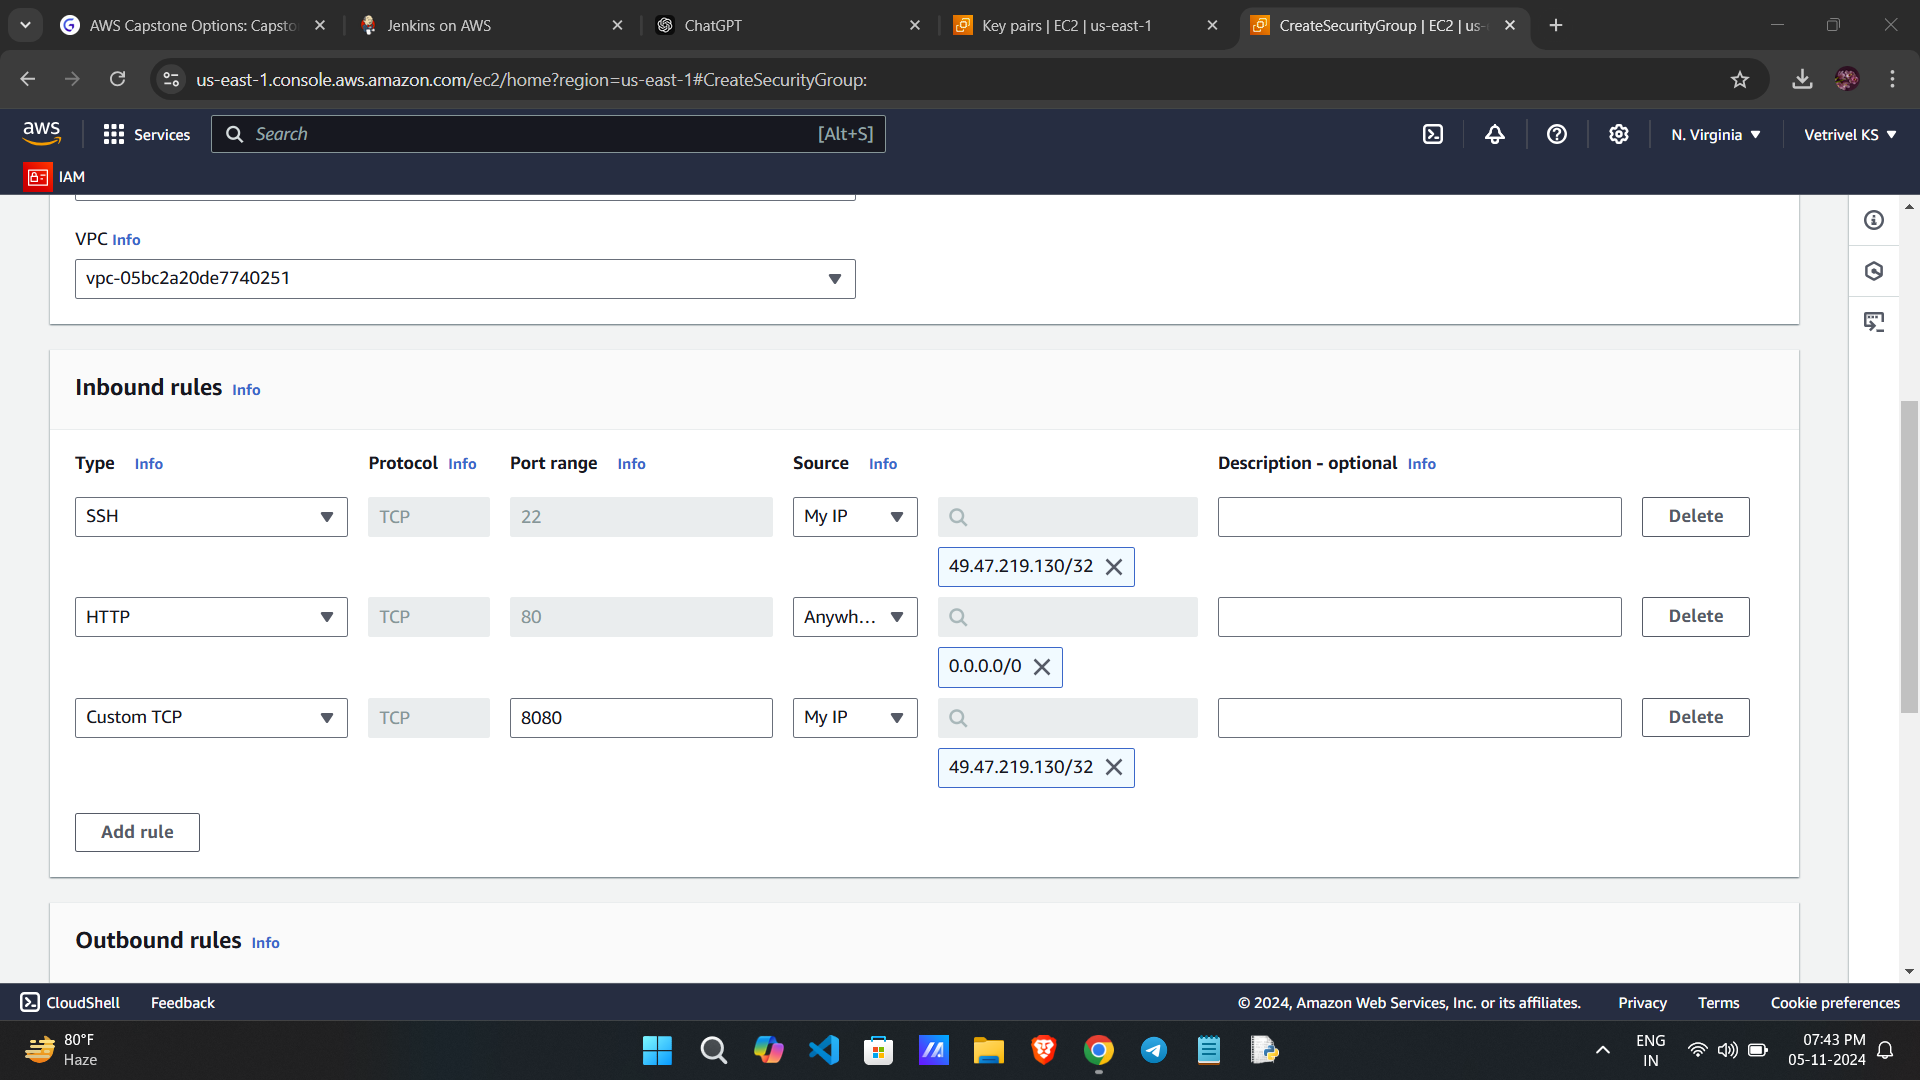 AWS Capstone Options: Capsto
Jenkins on AWS
ChatGPT
Key pairs | EC2 | us-east-1
CreateSecurityGroup | EC2 | us-
us-east-1.console.aws.amazon.com/ec2/home?region=us-east-1#CreateSecurityGroup:
aws
Services
Search
[Alt+S]
N. Virginia
Vetrivel KS
IAM
VPC Info
vpc-05bc2a20de7740251
Inbound rules Info
Type Info Protocol Info Port range Info Source Info Description - optional Info
SSH TCP 22 My IP Delete
49.47.219.130/32
HTTP TCP 80 Anywh... Delete
0.0.0.0/0
Custom TCP TCP 8080 My IP Delete
49.47.219.130/32
Add rule
Outbound rules Info
CloudShell Feedback © 2024, Amazon Web Services, Inc. or its affiliates. Privacy Terms Cookie preferences
80°F
Haze
ENG
IN
07:43 PM
05-11-2024